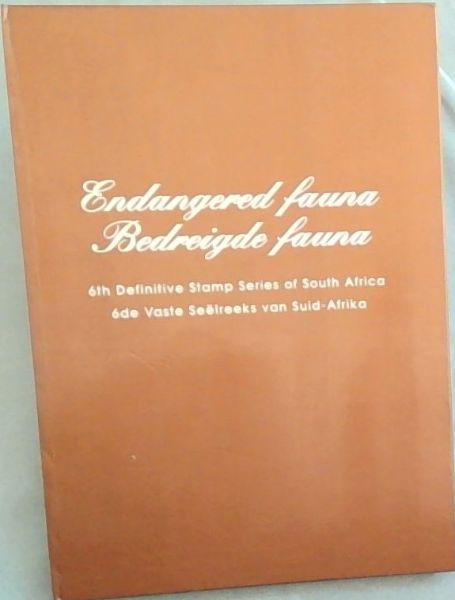 Endangered fauna
Bedreigde fauna
6th Definitive Stamp Series of South Africa
6de Vaste Seëlreeks van Suid-Afrika